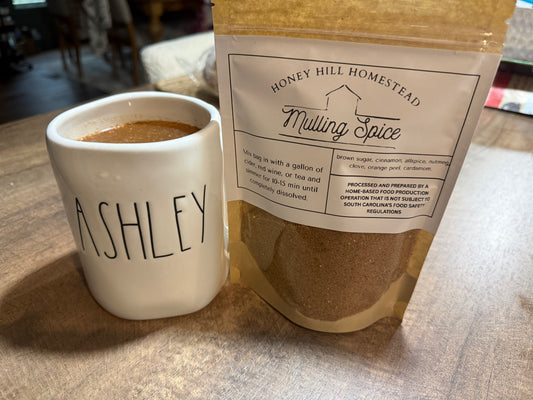 ASHLEY
HONEY HILL HOMESTEAD
Mulling Spice
Mix bag in with a gallon of
cider, red wine, or tea and
simmer for 10-15 min until
completely dissolved.
brown sugar, cinnamon, allspice, nutmeg,
clove, orange peel, cardamom.
PROCESSED AND PREPARED BY A
HOME-BASED FOOD PRODUCTION
OPERATION THAT IS NOT SUBJECT TO
SOUTH CAROLINA'S FOOD SAFETY
REGULATIONS